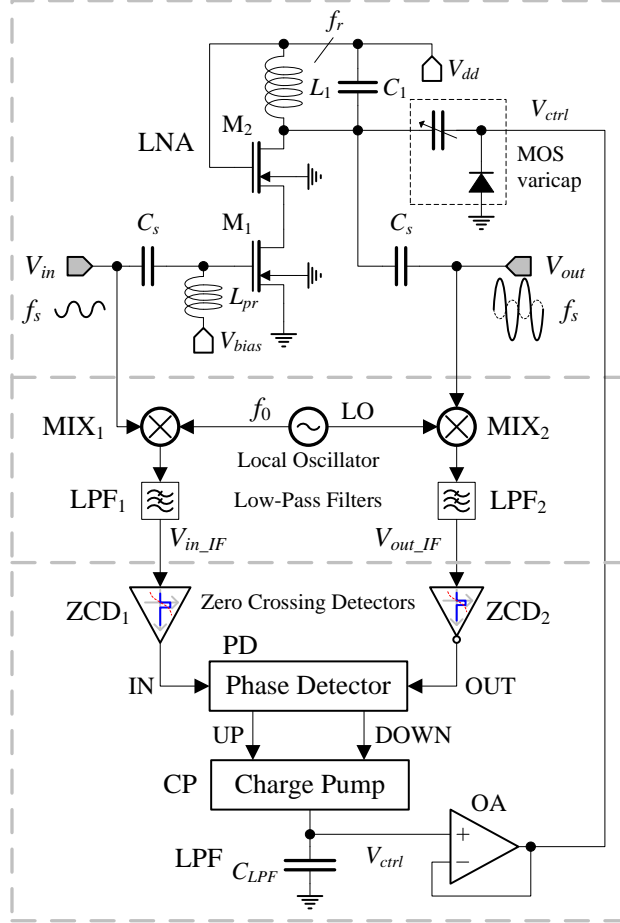 f_r
V_dd
L_1
C_1
M_2
LNA
V_ctrl
MOS
varicap
M_1
C_s
C_s
V_in
V_out
L_pr
f_s
f_s
V_bias
f_0
LO
MIX_1
MIX_2
Local Oscillator
LPF_1
Low-Pass Filters
LPF_2
V_in_IF
V_out_IF
ZCD_1
Zero Crossing Detectors
ZCD_2
PD
IN
Phase Detector
OUT
UP
DOWN
CP
Charge Pump
OA
LPF
C_LPF
V_ctrl
+
−